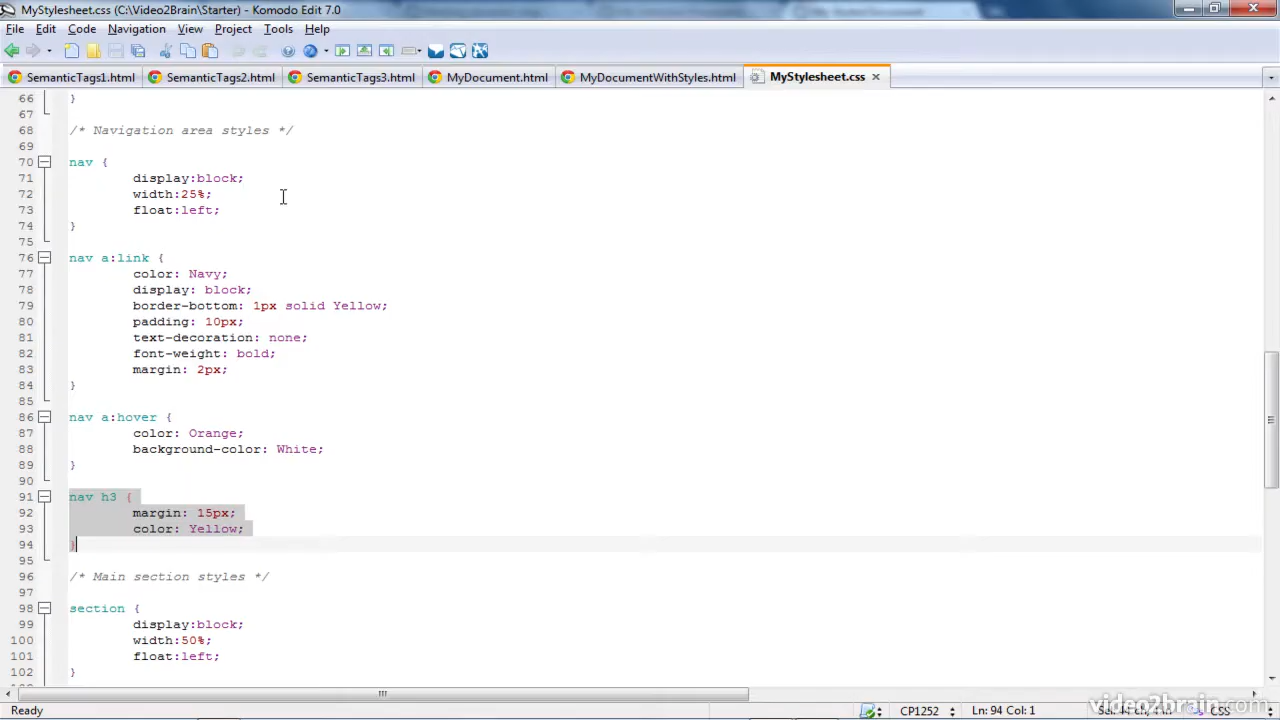 MyStylesheet.css (C:\Video2Brain\Starter) - Komodo Edit 7.0
File Edit Code Navigation View Project Tools Help
SemanticTags1.html SemanticTags2.html SemanticTags3.html MyDocument.html MyDocumentWithStyles.html MyStylesheet.css
66 }
67
68 /* Navigation area styles */
69
70 nav {
71 display:block;
72 width:25%;
73 float:left;
74 }
75
76 nav a:link {
77 color: Navy;
78 display: block;
79 border-bottom: 1px solid Yellow;
80 padding: 10px;
81 text-decoration: none;
82 font-weight: bold;
83 margin: 2px;
84 }
85
86 nav a:hover {
87 color: Orange;
88 background-color: White;
89 }
90
91 nav h3 {
92 margin: 15px;
93 color: Yellow;
94 }
95
96 /* Main section styles */
97
98 section {
99 display:block;
100 width:50%;
101 float:left;
102 }
Ready CP1252 Ln: 94 Col: 1 CSS
video2brain.com